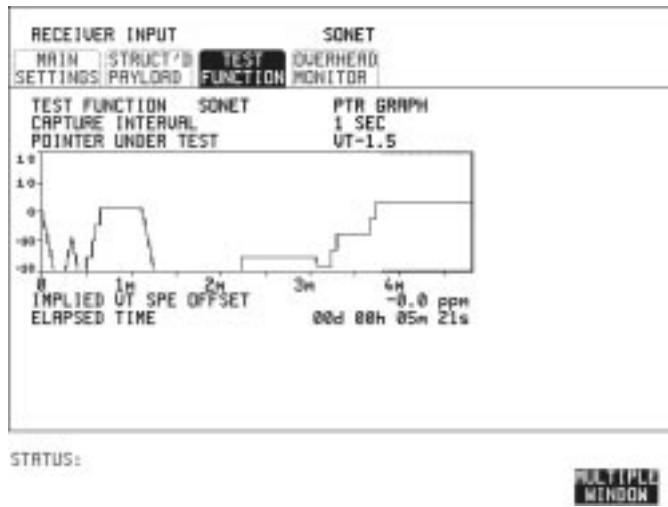 RECEIVER INPUT SONET
MAIN SETTINGS
STRUCT'D PAYLOAD
TEST FUNCTION
OVERHEAD MONITOR
TEST FUNCTION SONET PTR GRAPH
CAPTURE INTERVAL 1 SEC
POINTER UNDER TEST VT-1.5
10
0
0 1M 2M 3M 4M
IMPLIED VT SPE OFFSET -0.0 ppm
ELAPSED TIME 00d 00h 05m 21s
STATUS:
MULTIPLE
WINDOW